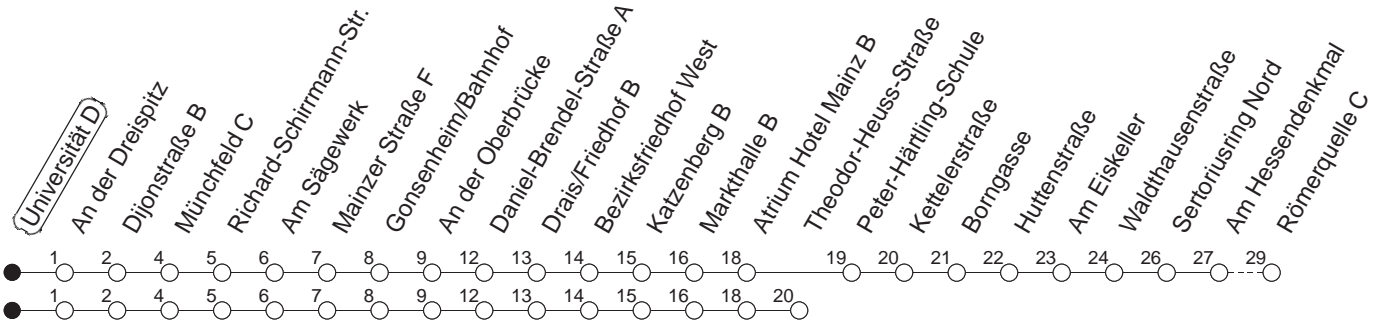 Universität D
An der Dreispitz
Dijonstraße B
Münchfeld C
Richard-Schirrmann-Str.
Am Sägewerk
Mainzer Straße F
Gonsenheim/Bahnhof
An der Oberbrücke
Daniel-Brendel-Straße A
Drais/Friedhof B
Bezirksfriedhof West
Katzenberg B
Markthalle B
Atrium Hotel Mainz B
Theodor-Heuss-Straße
Peter-Härtling-Schule
Kettelerstraße
Borngasse
Huttenstraße
Am Eiskeller
Waldthausenstraße
Sertoriusring Nord
Am Hessendenkmal
Römerquelle C
1 2 4 5 6 7 8 9 12 13 14 15 16 18 19 20 21 22 23 24 26 27 29
1 2 4 5 6 7 8 9 12 13 14 15 16 18 20